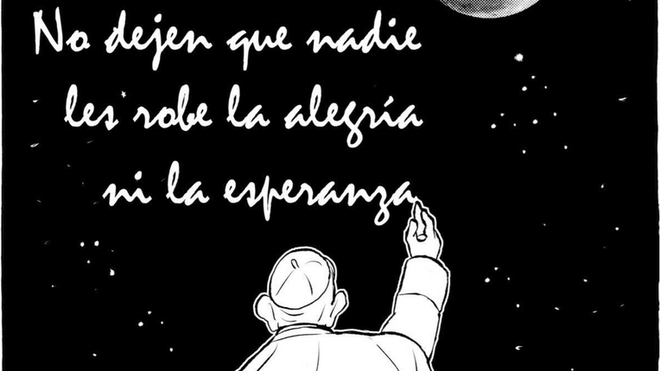 No dejen que nadie
les robe la alegría
ni la esperanza